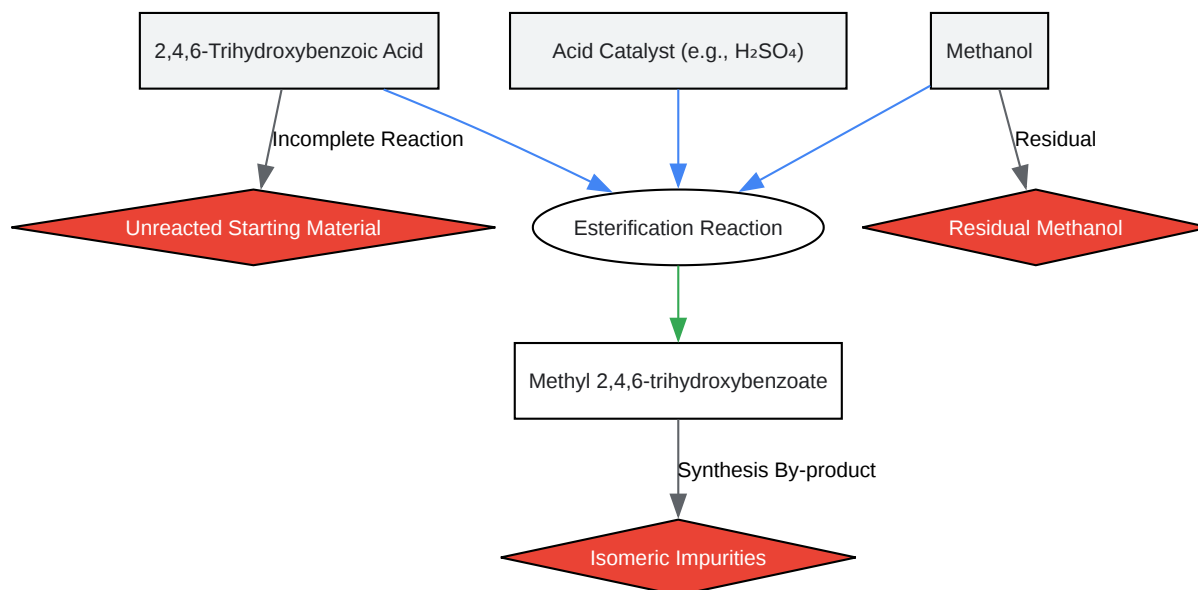 2,4,6-Trihydroxybenzoic Acid
Acid Catalyst (e.g., H₂SO₄)
Methanol
Incomplete Reaction
Residual
Unreacted Starting Material
Esterification Reaction
Residual Methanol
Methyl 2,4,6-trihydroxybenzoate
Synthesis By-product
Isomeric Impurities